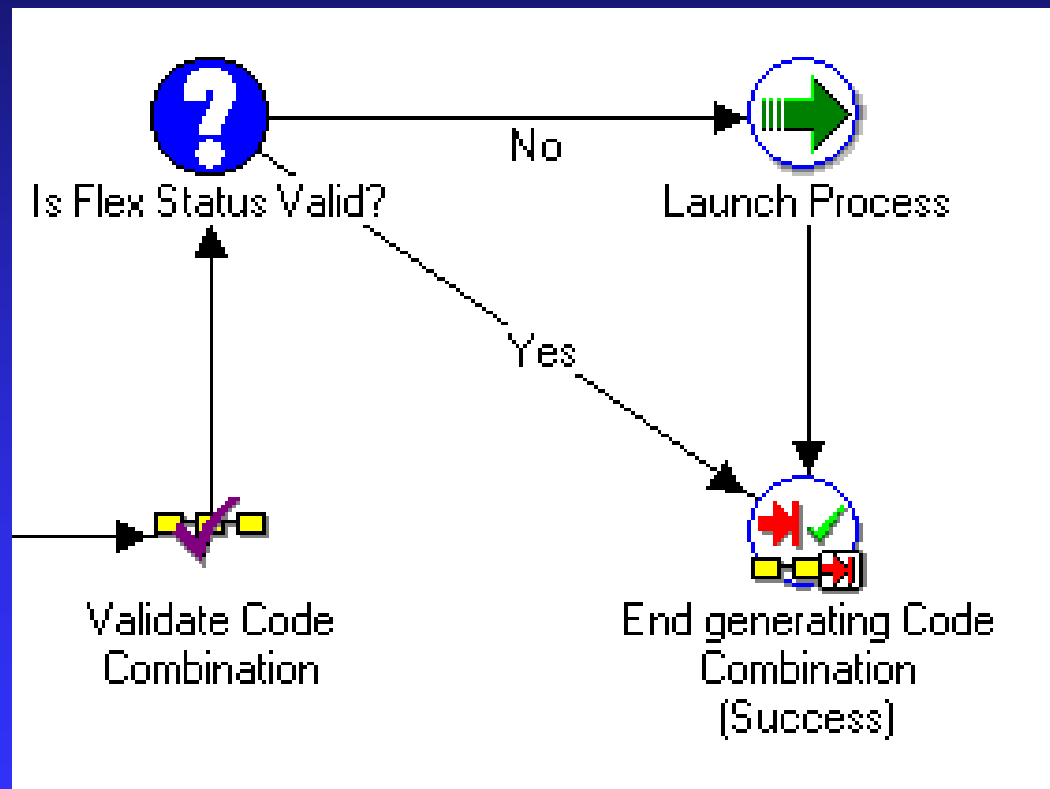 No
Is Flex Status Valid?
Launch Process
Yes
Validate Code
Combination
End generating Code
Combination
(Success)